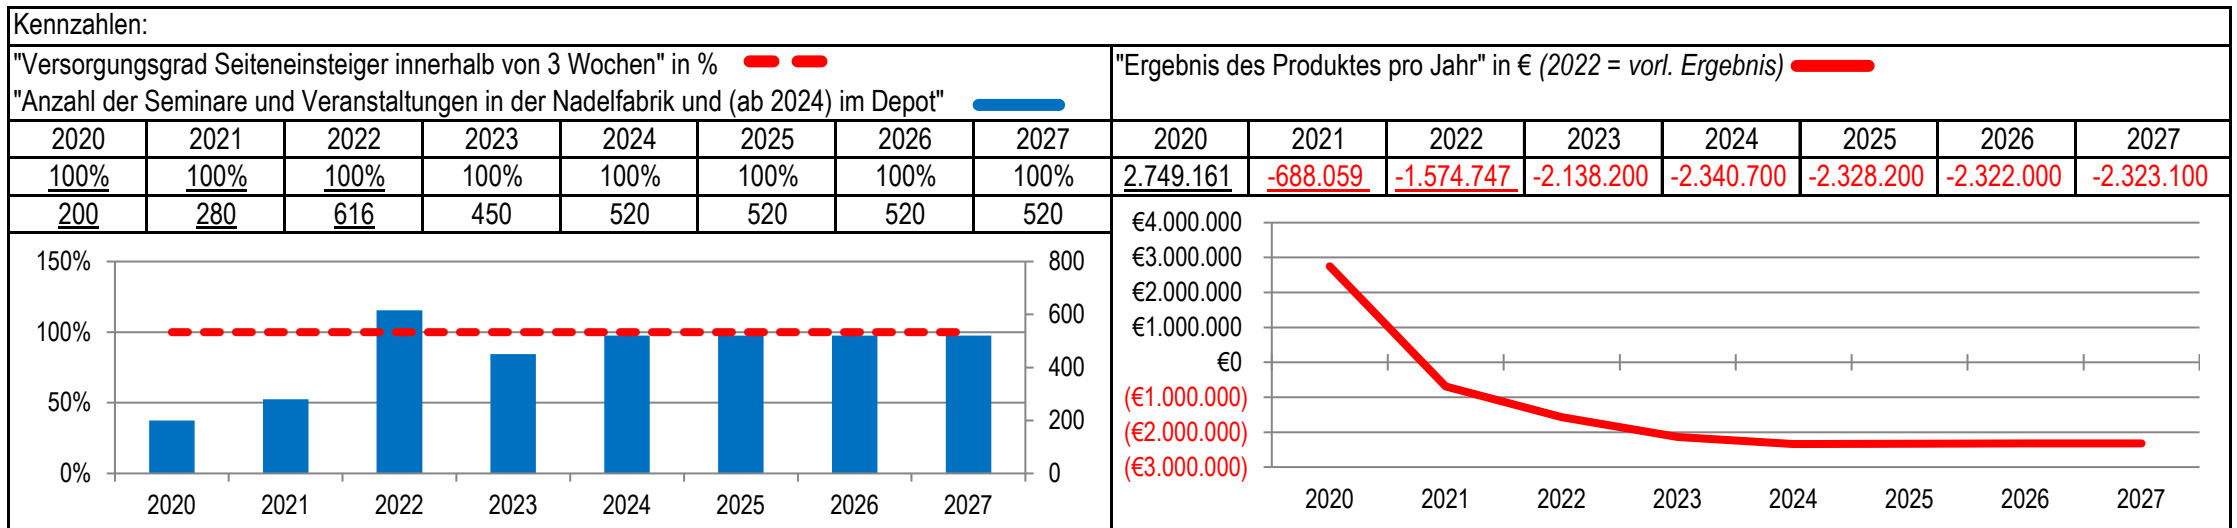 Kennzahlen:
"Versorgungsgrad Seiteneinsteiger innerhalb von 3 Wochen" in %
"Anzahl der Seminare und Veranstaltungen in der Nadelfabrik und (ab 2024) im Depot"
2020 2021 2022 2023 2024 2025 2026 2027
100% 100% 100% 100% 100% 100% 100% 100%
200 280 616 450 520 520 520 520
150% 800
100% 600
50% 400
0% 200
0
2020 2021 2022 2023 2024 2025 2026 2027
"Ergebnis des Produktes pro Jahr" in € (2022 = vorl. Ergebnis)
2020 2021 2022 2023 2024 2025 2026 2027
2.749.161 -688.059 -1.574.747 -2.138.200 -2.340.700 -2.328.200 -2.322.000 -2.323.100
€4.000.000
€3.000.000
€2.000.000
€1.000.000
€0
(€1.000.000)
(€2.000.000)
(€3.000.000)
2020 2021 2022 2023 2024 2025 2026 2027